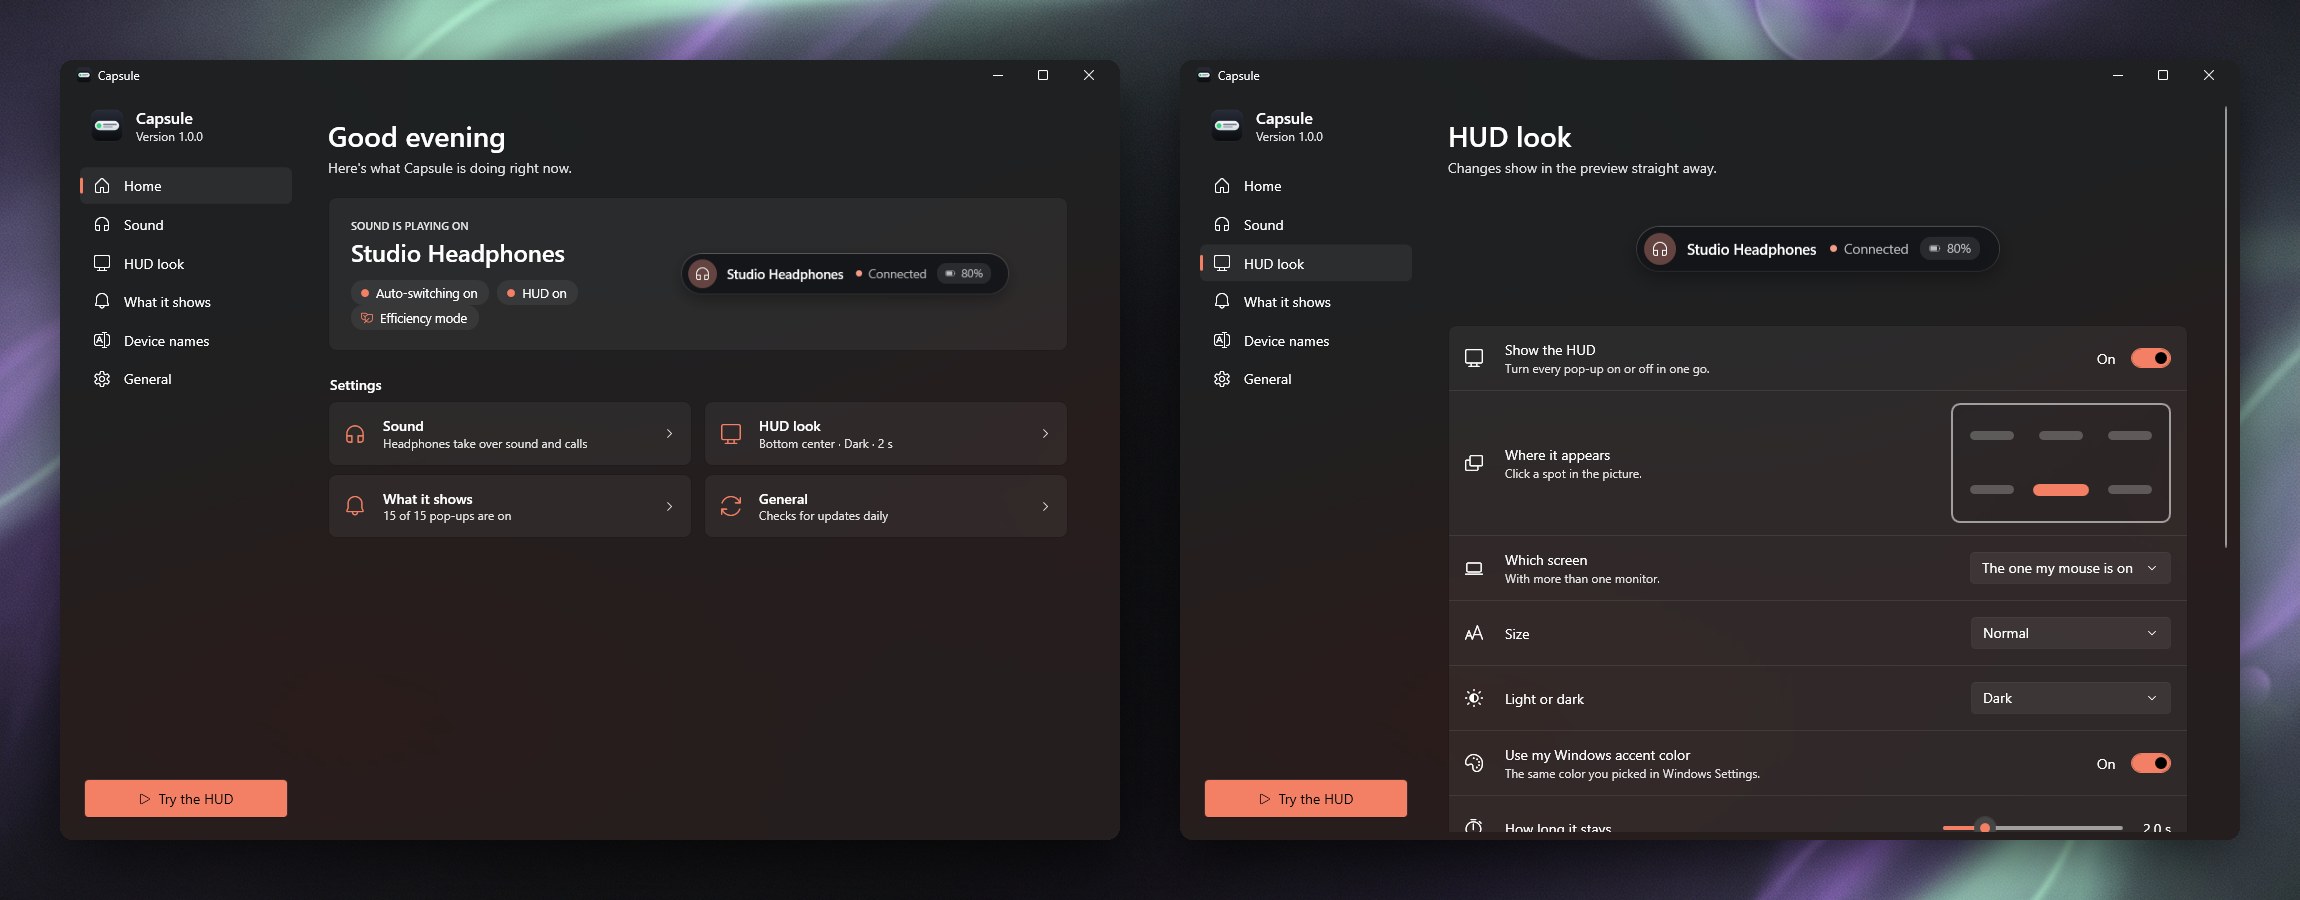 Capsule
Capsule
Version 1.0.0
Home
Sound
HUD look
What it shows
Device names
General
Try the HUD
Good evening
Here's what Capsule is doing right now.
SOUND IS PLAYING ON
Studio Headphones
Auto-switching on
HUD on
Efficiency mode
Studio Headphones Connected 80%
Settings
Sound
Headphones take over sound and calls
HUD look
Bottom center · Dark · 2 s
What it shows
15 of 15 pop-ups are on
General
Checks for updates daily
Capsule
Capsule
Version 1.0.0
Home
Sound
HUD look
What it shows
Device names
General
Try the HUD
HUD look
Changes show in the preview straight away.
Studio Headphones Connected 80%
Show the HUD
Turn every pop-up on or off in one go.
On
Where it appears
Click a spot in the picture.
Which screen
With more than one monitor.
The one my mouse is on
Size
Normal
Light or dark
Dark
Use my Windows accent color
The same color you picked in Windows Settings.
On
How long it stays
2.0 s